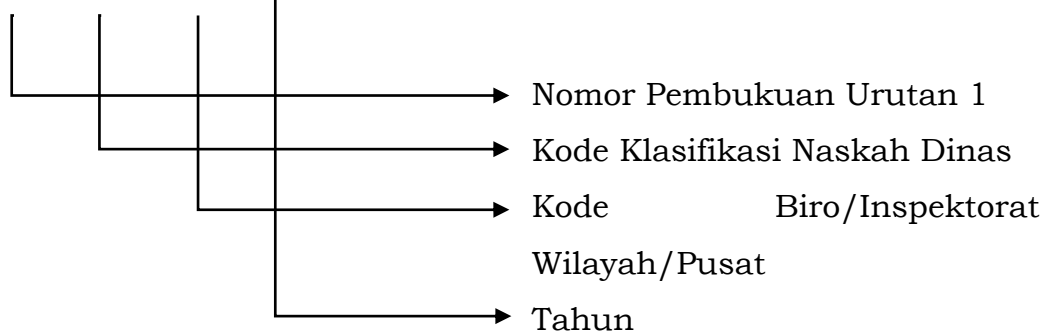 Nomor Pembukuan Urutan 1
Kode Klasifikasi Naskah Dinas
Kode Biro/Inspektorat
Wilayah/Pusat
Tahun